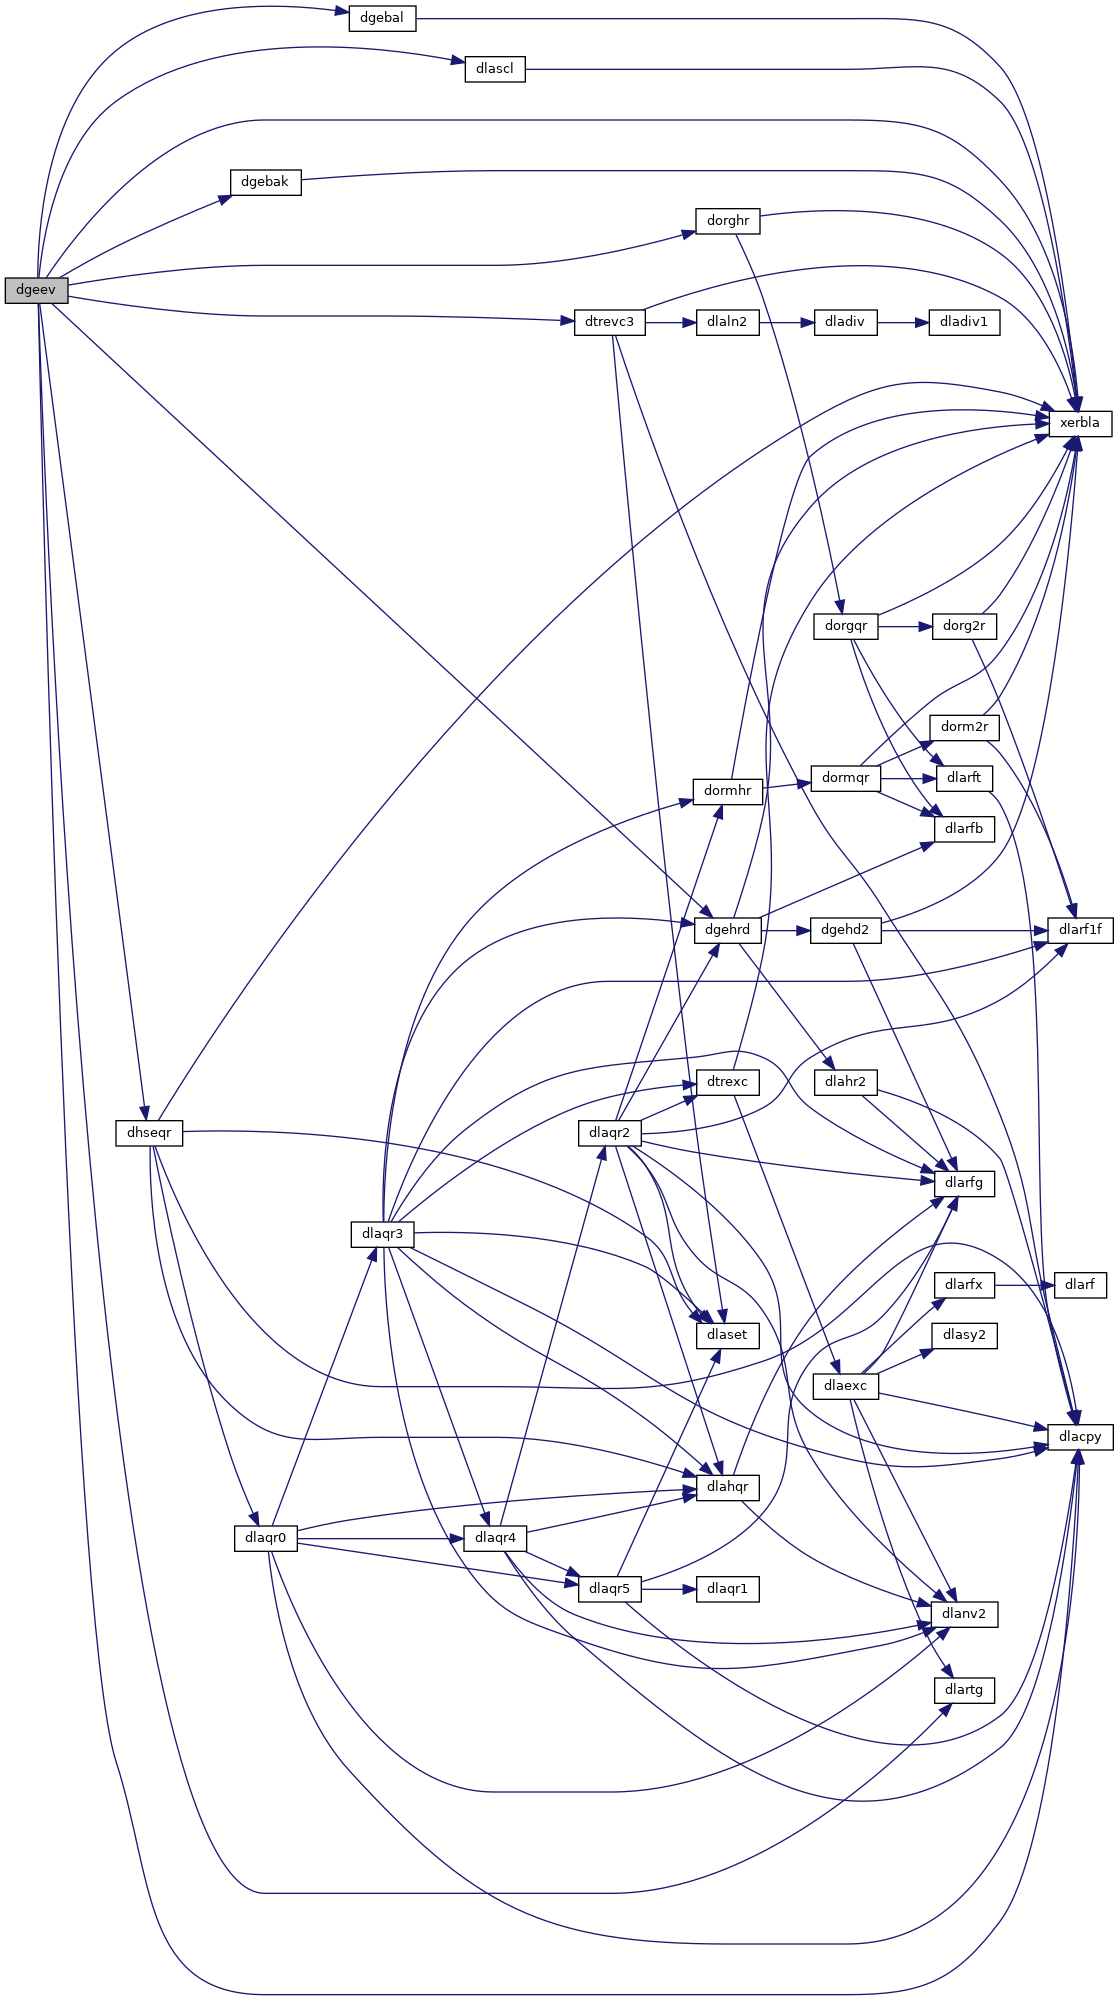 dgebal
dlascl
dgebak
dorghr
dgeev
dtrevc3
dlaln2
dladiv
dladiv1
xerbla
dorgqr
dorg2r
dorm2r
dormhr
dormqr
dlarft
dlarfb
dgehrd
dgehd2
dlarf1f
dtrexc
dlahr2
dhseqr
dlaqr2
dlarfg
dlaqr3
dlarfx
dlarf
dlaset
dlasy2
dlaexc
dlacpy
dlahqr
dlaqr0
dlaqr4
dlaqr5
dlaqr1
dlanv2
dlartg